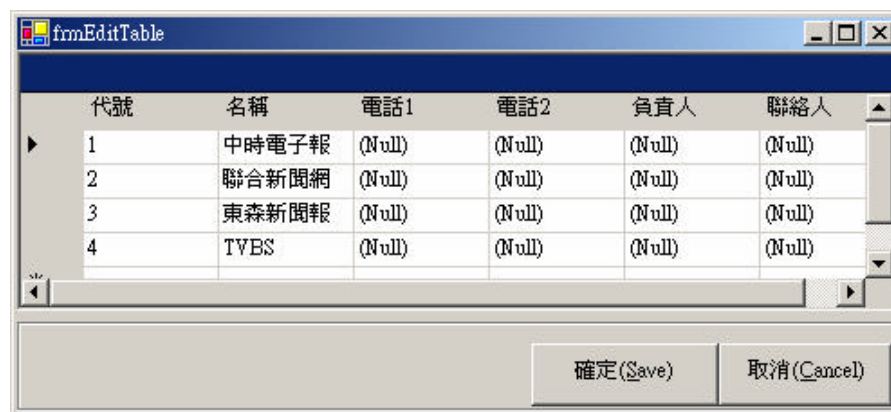 frmEditTable
代號 名稱 電話1 電話2 負責人 聯絡人
1 中時電子報 (Null) (Null) (Null) (Null)
2 聯合新聞網 (Null) (Null) (Null) (Null)
3 東森新聞報 (Null) (Null) (Null) (Null)
4 TVBS (Null) (Null) (Null) (Null)
確定(Save) 取消(Cancel)